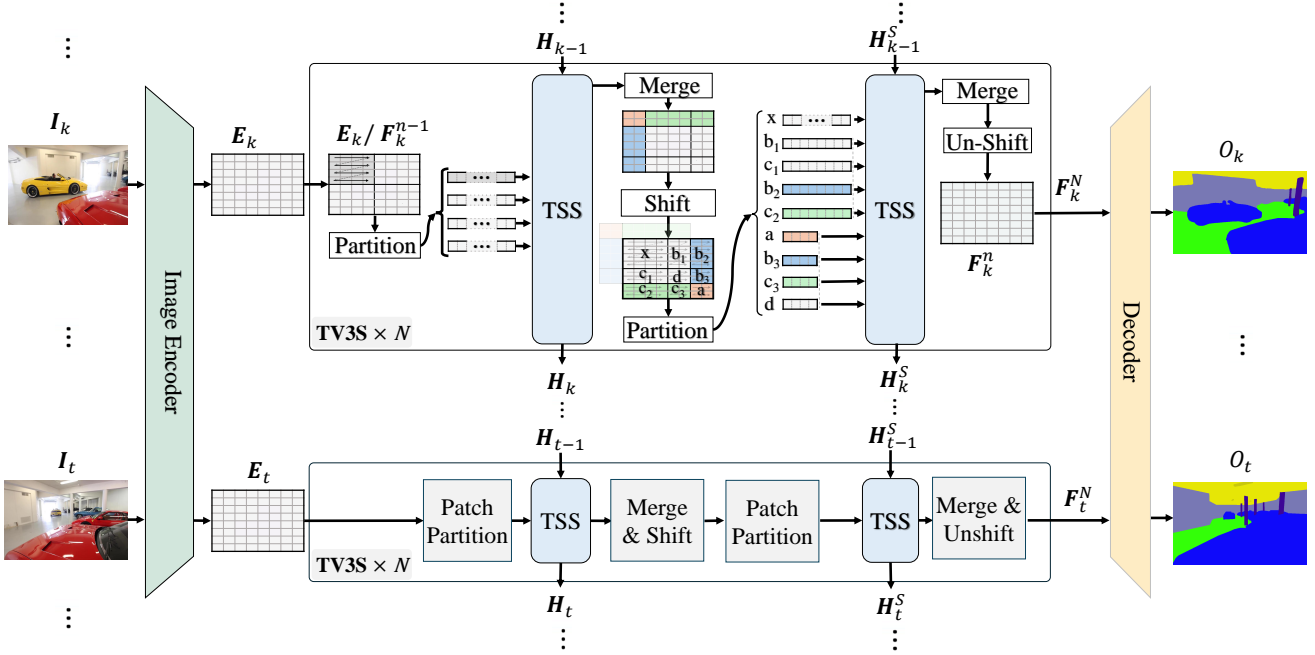 H_{k-1}
H^S_{k-1}
I_k
E_k
E_k/ F_k^{n-1}
Partition
TSS
Merge
Shift
x b_1 b_2
c_1 d b_3
c_2 c_3 a
Partition
x
b_1
c_1
b_2
c_2
a
b_3
c_3
d
TSS
Merge
Un-Shift
F_k^n
F_k^N
O_k
TV3S × N
H_k
H_k^S
Image Encoder
Decoder
H_{t-1}
H^S_{t-1}
I_t
E_t
Patch
Partition
TSS
Merge
& Shift
Patch
Partition
TSS
Merge &
Unshift
F_t^N
O_t
TV3S × N
H_t
H_t^S